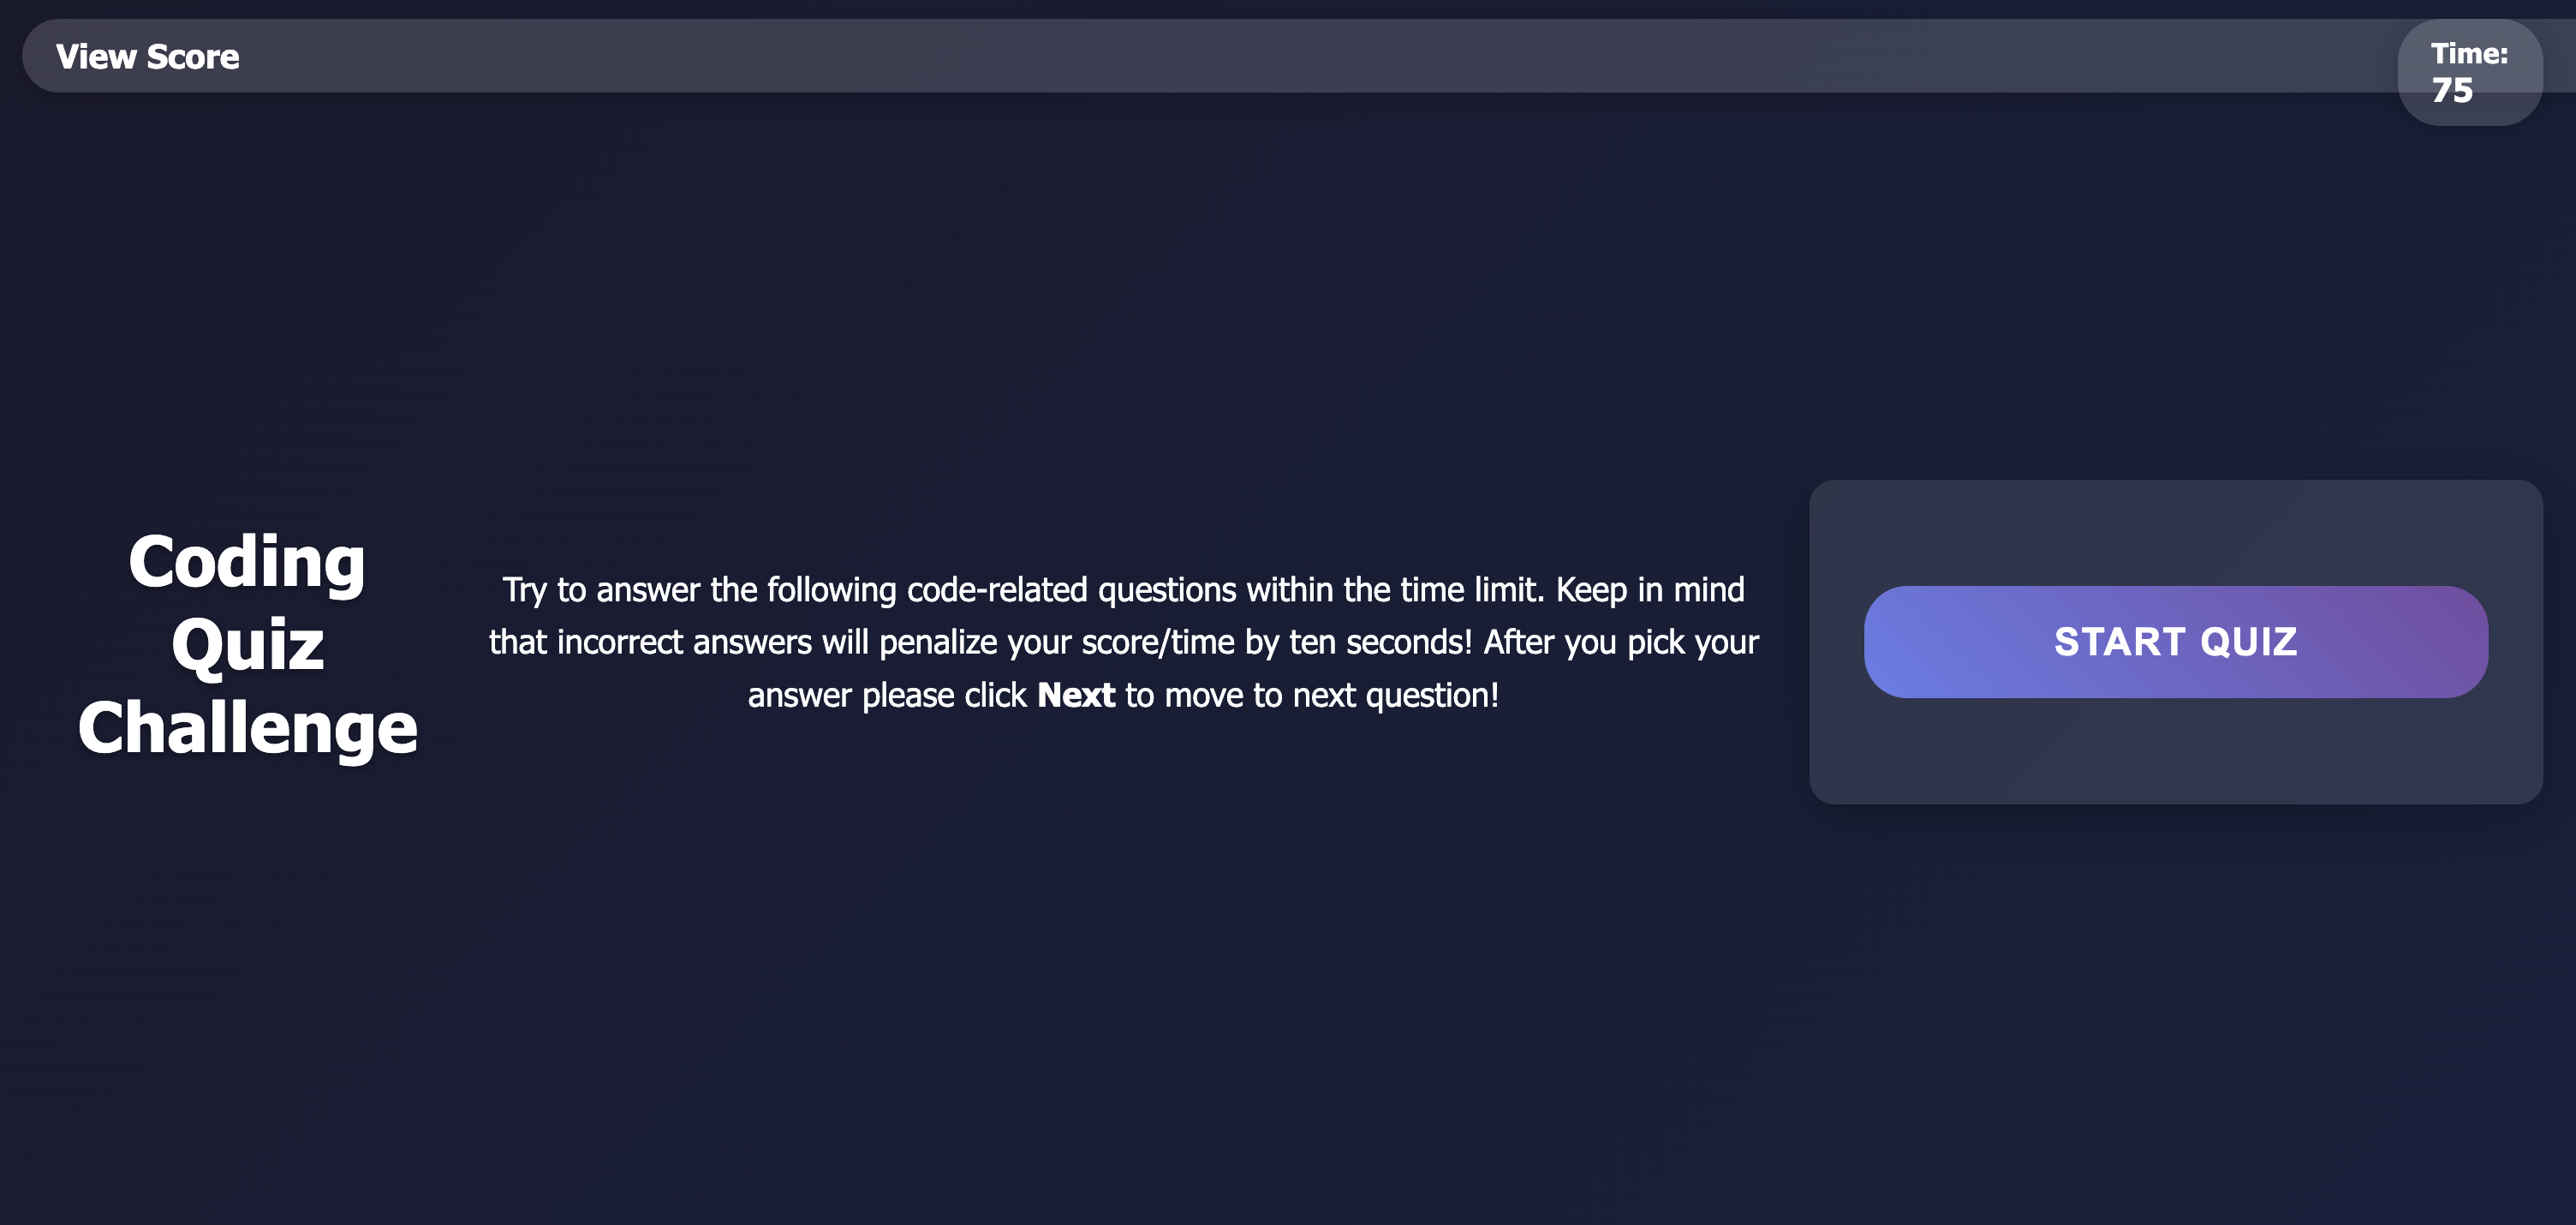 View Score
Time:
75
Coding
Quiz
Challenge
Try to answer the following code-related questions within the time limit. Keep in mind
that incorrect answers will penalize your score/time by ten seconds! After you pick your
answer please click Next to move to next question!
START QUIZ